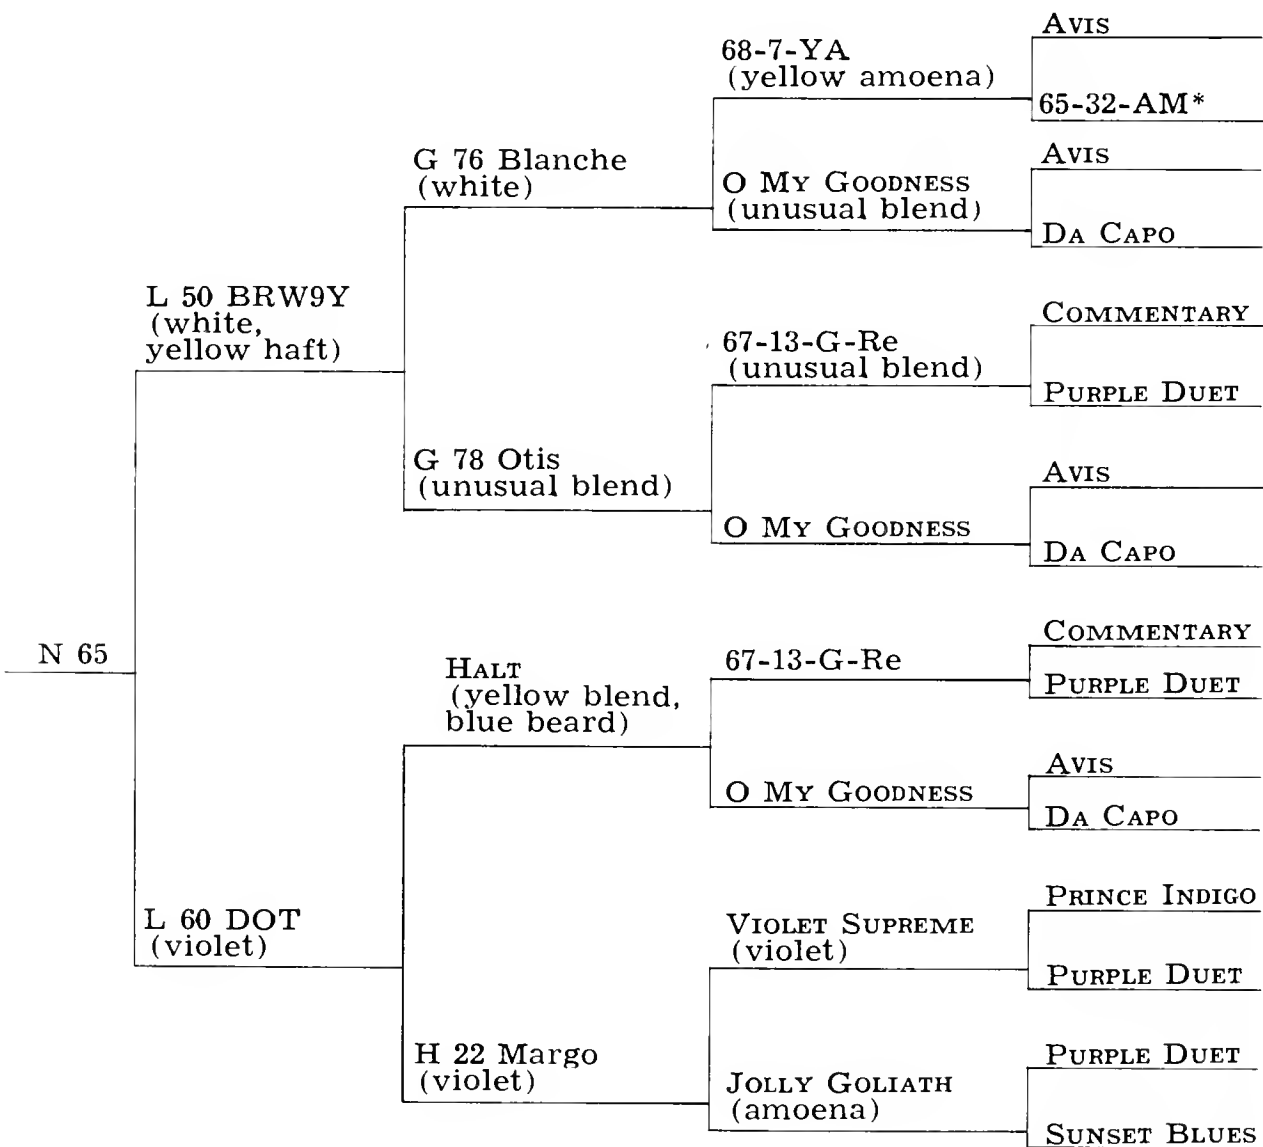 AVIS
68-7-YA
(yellow amoena)
65-32-AM*
G 76 Blanche
(white)
AVIS
O MY GOODNESS
(unusual blend)
DA CAPO
L 50 BRW9Y
(white,
yellow haft)
COMMENTARY
67-13-G-Re
(unusual blend)
PURPLE DUET
G 78 Otis
(unusual blend)
AVIS
O MY GOODNESS
DA CAPO
N 65
COMMENTARY
HALT
(yellow blend,
blue beard)
67-13-G-Re
PURPLE DUET
AVIS
O MY GOODNESS
DA CAPO
L 60 DOT
(violet)
PRINCE INDIGO
VIOLET SUPREME
(violet)
PURPLE DUET
H 22 Margo
(violet)
PURPLE DUET
JOLLY GOLIATH
(amoena)
SUNSET BLUES